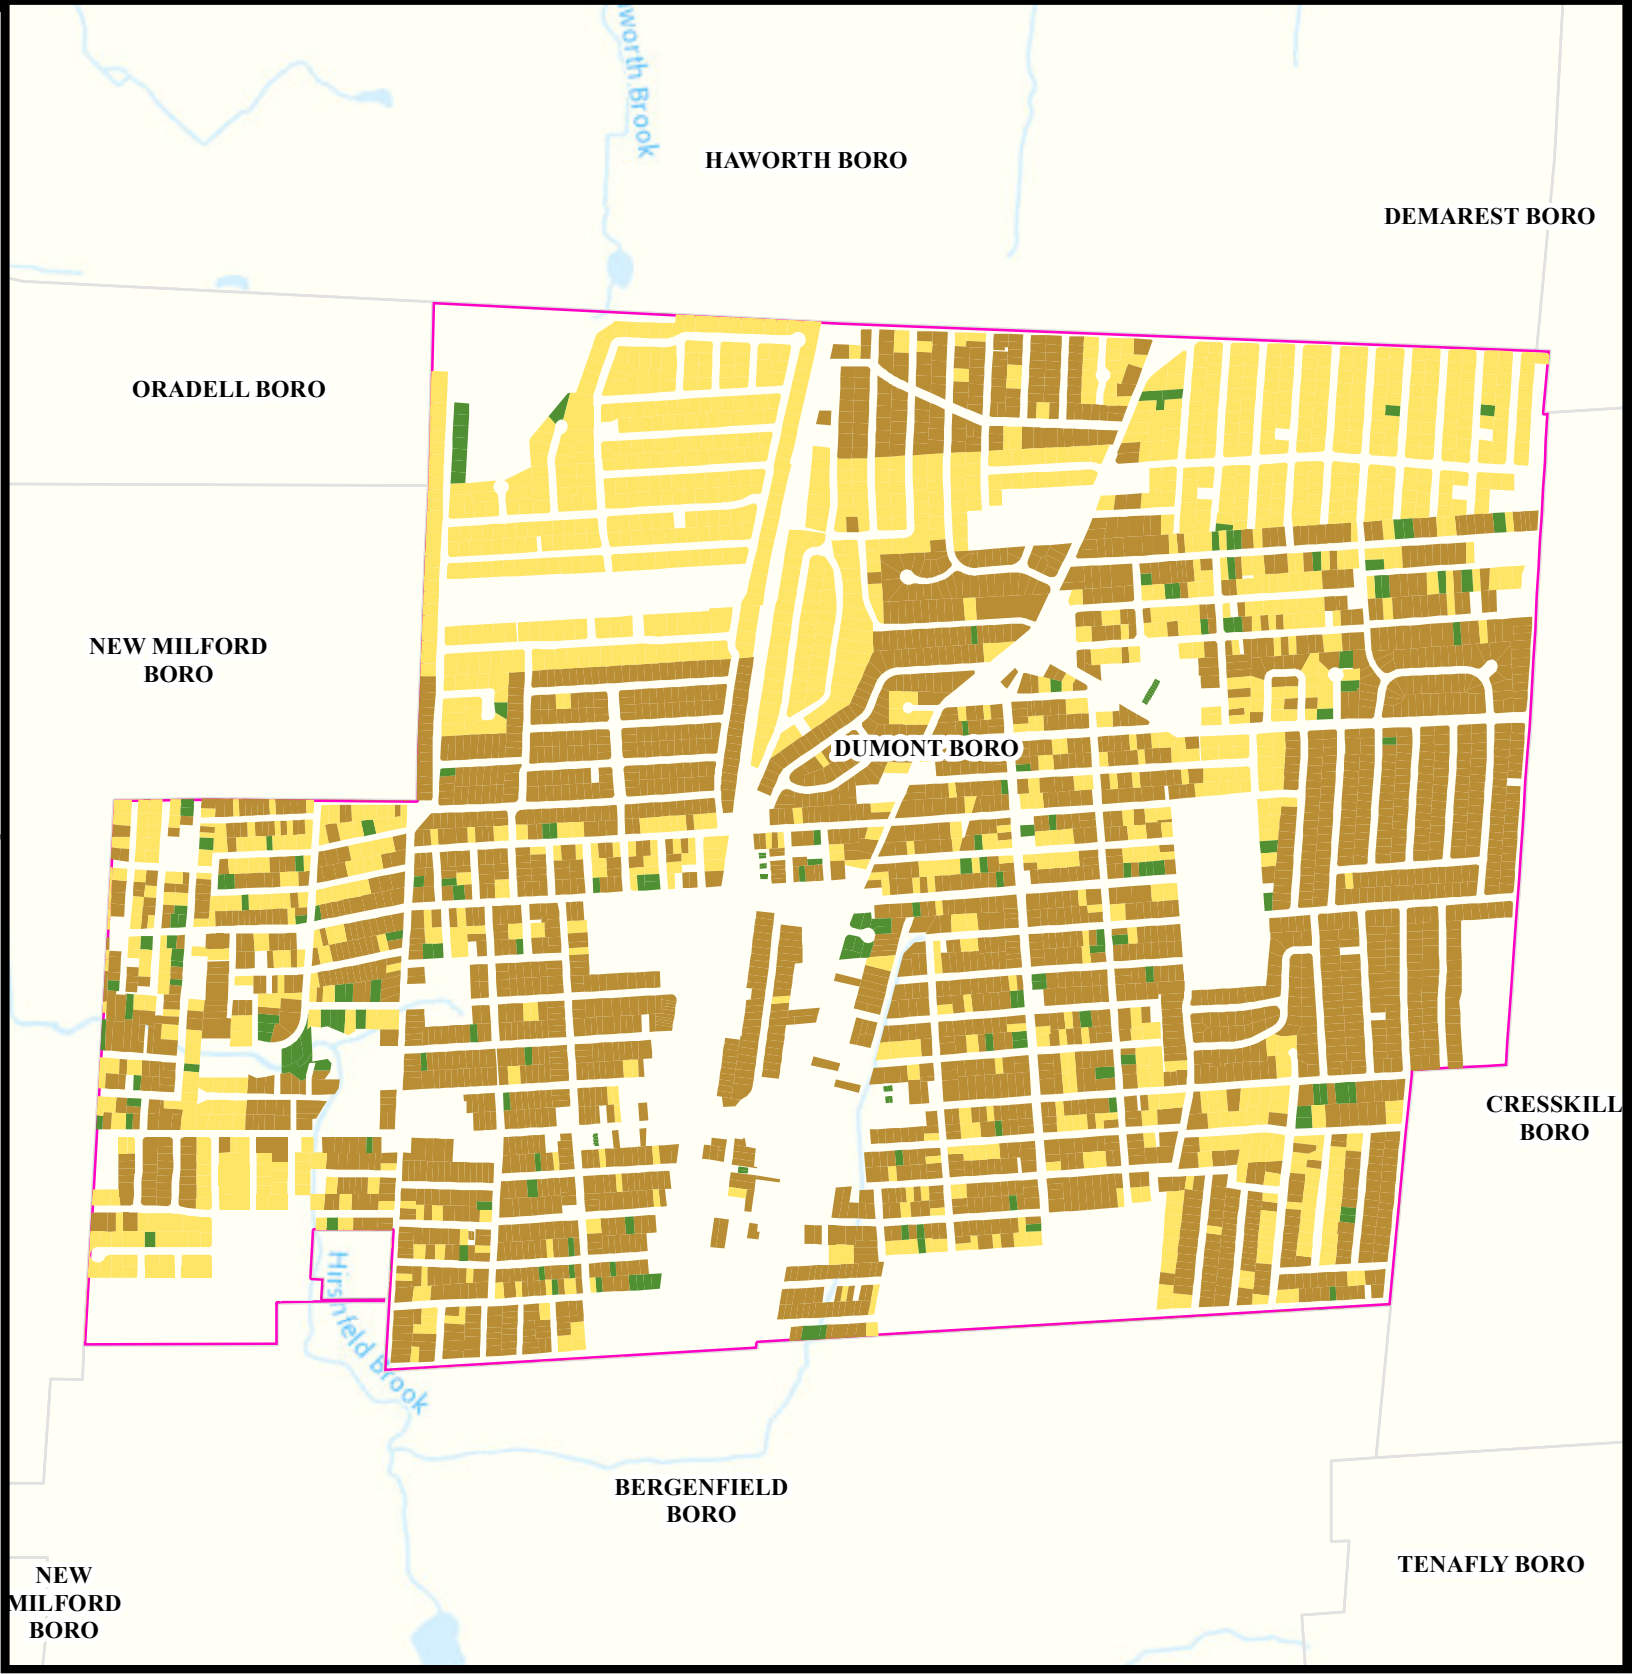 worth Brook
HAWORTH BORO
DEMAREST BORO
ORADELL BORO
NEW MILFORD
BORO
DUMONT BORO
CRESSKILL
BORO
Hirshfeld Brook
BERGENFIELD
BORO
TENAFLY BORO
NEW
MILFORD
BORO